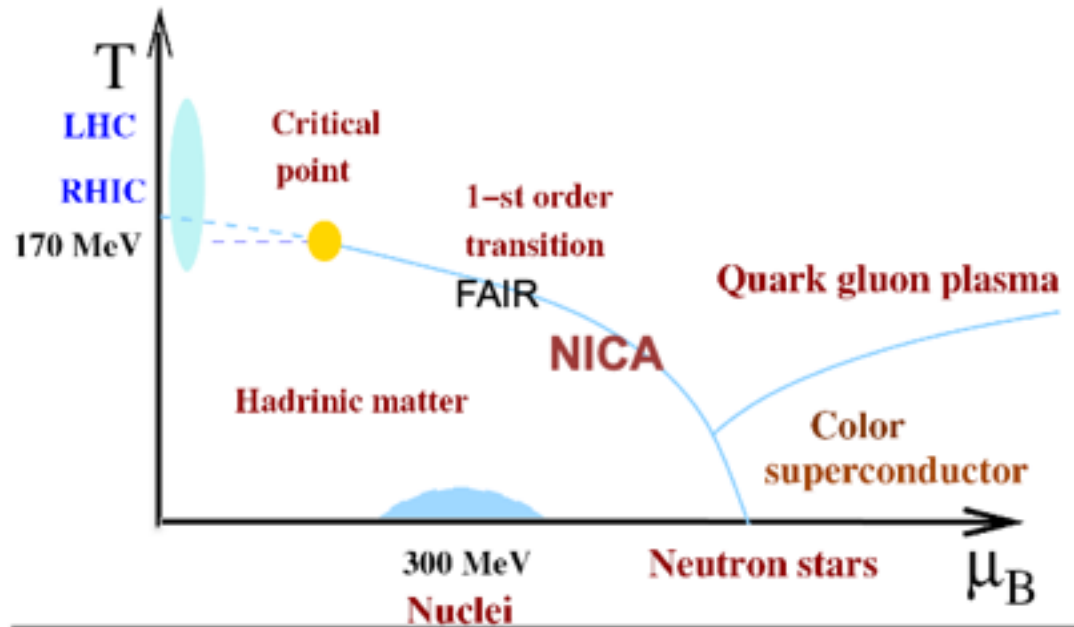 T
LHC
Critical
point
RHIC
1-st order
transition
170 MeV
Quark gluon plasma
FAIR
NICA
Hadrinic matter
Color
superconductor
300 MeV
Neutron stars
μB
Nuclei